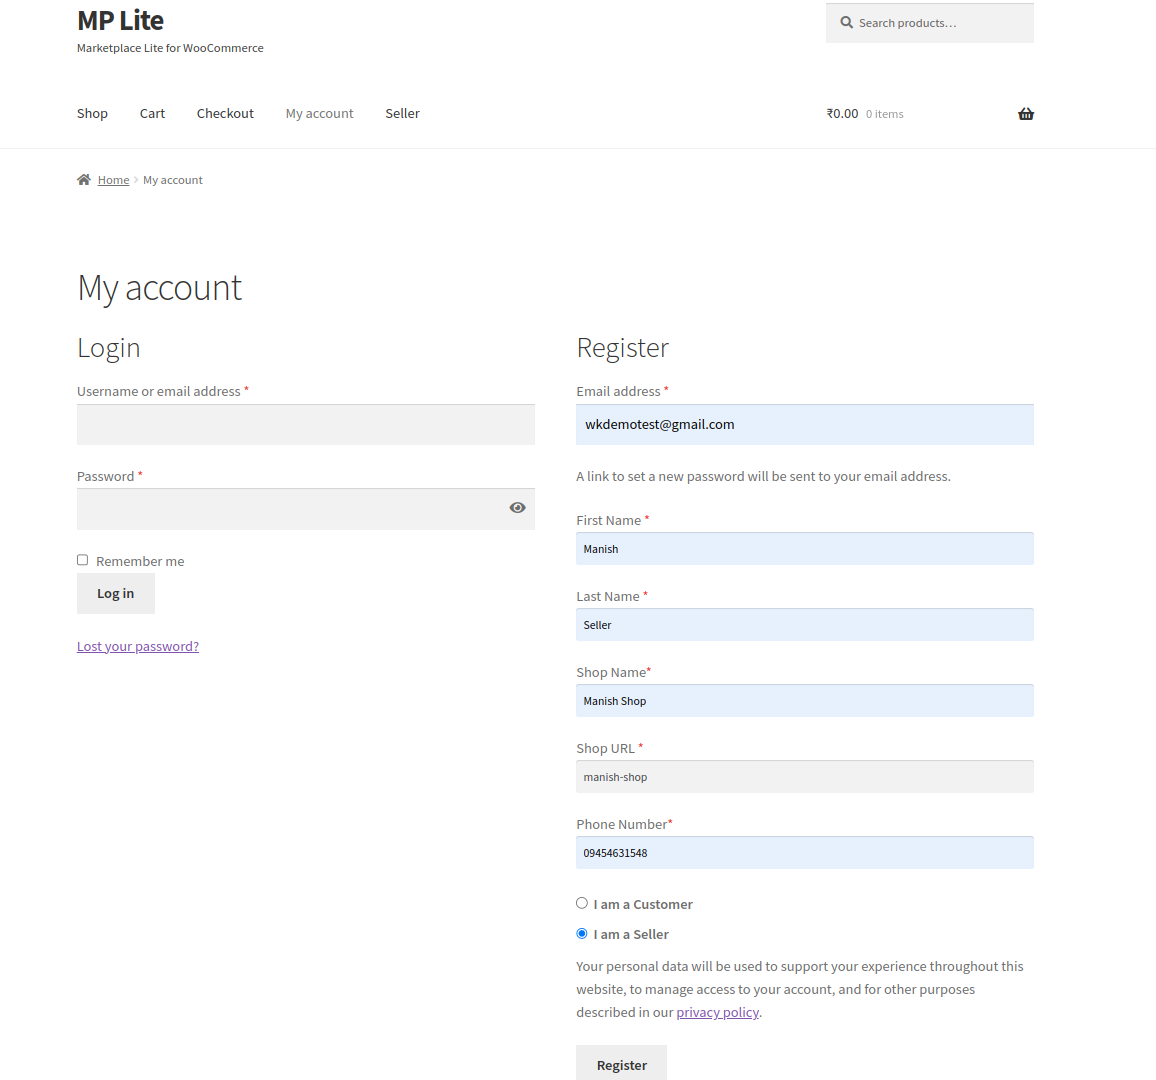 MP Lite
Marketplace Lite for WooCommerce
Search products…
Shop Cart Checkout My account Seller
₹0.00 0 items
Home › My account
My account
Login
Username or email address *
Password *
Remember me
Log in
Lost your password?
Register
Email address *
wkdemotest@gmail.com
A link to set a new password will be sent to your email address.
First Name *
Manish
Last Name *
Seller
Shop Name*
Manish Shop
Shop URL *
manish-shop
Phone Number*
09454631548
I am a Customer
I am a Seller
Your personal data will be used to support your experience throughout this
website, to manage access to your account, and for other purposes
described in our privacy policy.
Register